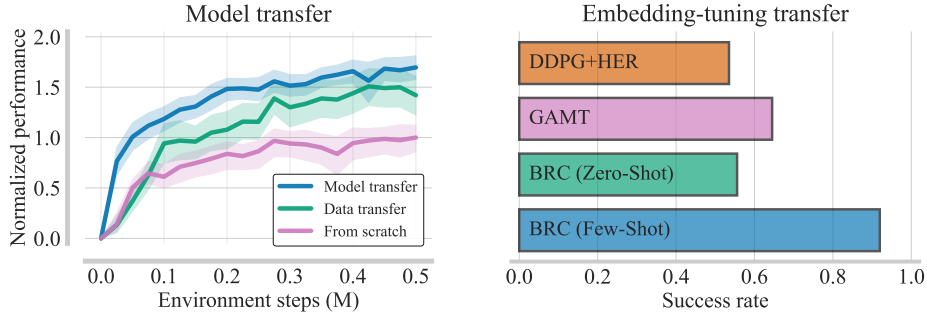 Model transfer
Normalized performance
2.0
1.5
1.0
0.5
0.0
Model transfer
Data transfer
From scratch
0.0 0.1 0.2 0.3 0.4 0.5
Environment steps (M)
Embedding-tuning transfer
DDPG+HER
GAMT
BRC (Zero-Shot)
BRC (Few-Shot)
0.0 0.2 0.4 0.6 0.8 1.0
Success rate